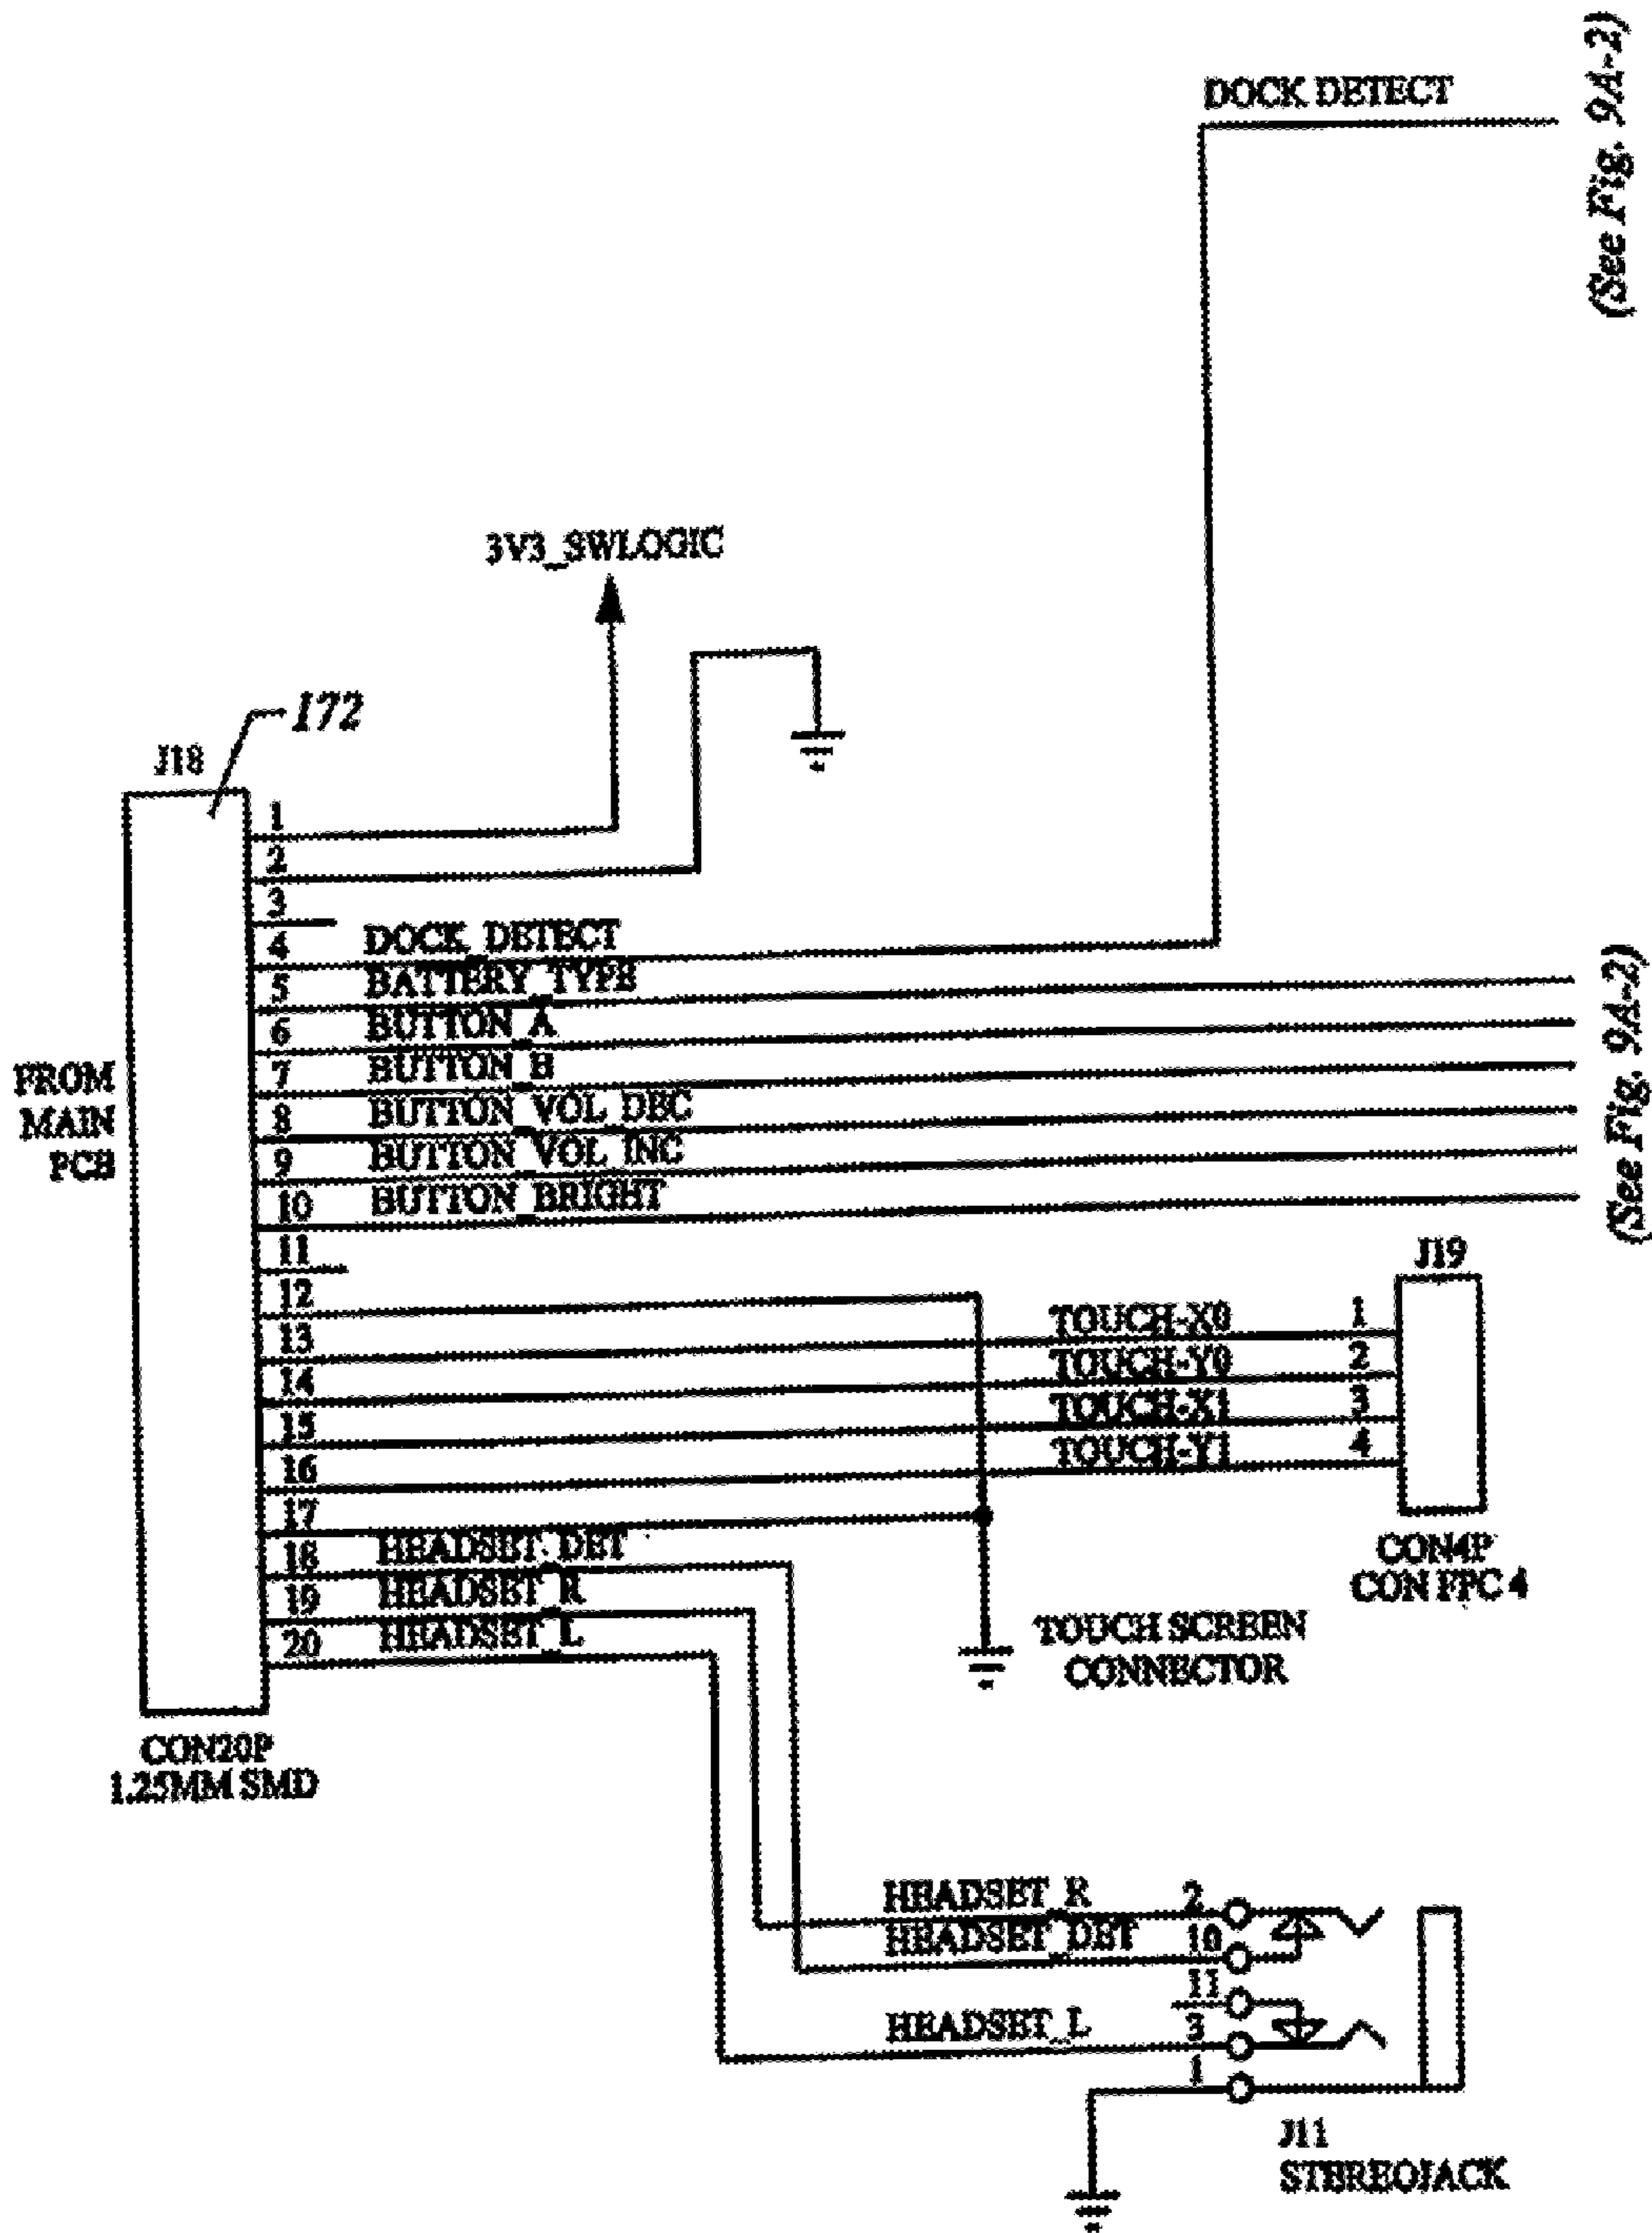 DOCK DETECT
(See Fig. 9A-2)
3V3_SWLOGIC
172
J18
FROM
MAIN
PCB
1
2
3
4 DOCK_DETECT
5 BATTERY_TYPE
6 BUTTON_A
7 BUTTON_H
8 BUTTON_VOL_DEC
9 BUTTON_VOL_INC
10 BUTTON_BRIGHT
11
12
13
14
15
16
17
18 HEADSET_DET
19 HEADSET_R
20 HEADSET_L
CON20P
1.25MM SMD
(See Fig. 9A-2)
J19
TOUCH-X0 1
TOUCH-Y0 2
TOUCH-X1 3
TOUCH-Y1 4
CON4P
CON FPC 4
TOUCH SCREEN
CONNECTOR
HEADSET_R 2
HEADSET_DET 10
11
HEADSET_L 3
1
J11
STEREOJACK